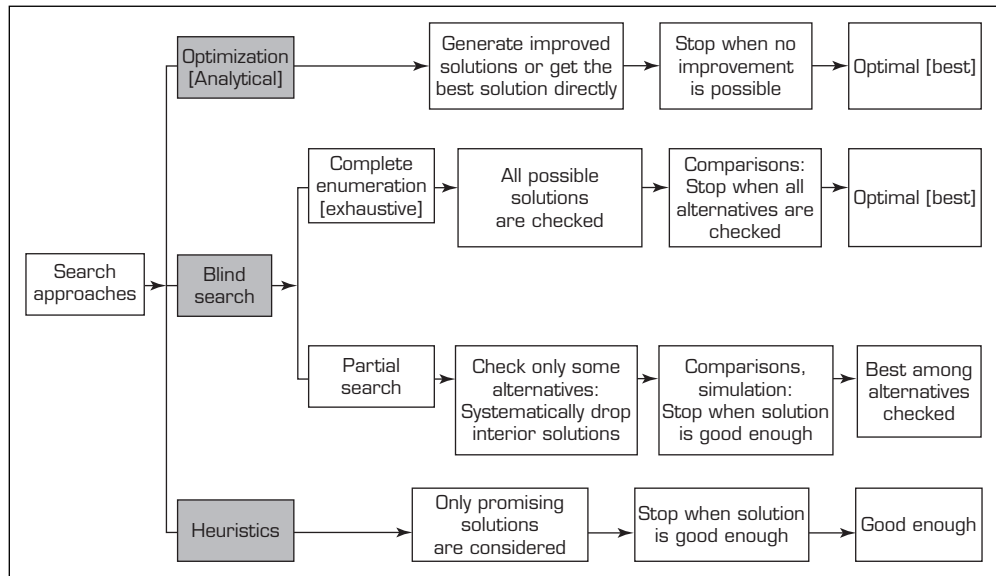 Optimization
[Analytical]
Generate improved
solutions or get the
best solution directly
Stop when no
improvement
is possible
Optimal [best]
Complete
enumeration
[exhaustive]
All possible
solutions
are checked
Comparisons:
Stop when all
alternatives are
checked
Optimal [best]
Search
approaches
Blind
search
Partial
search
Check only some
alternatives:
Systematically drop
interior solutions
Comparisons,
simulation:
Stop when solution
is good enough
Best among
alternatives
checked
Heuristics
Only promising
solutions
are considered
Stop when solution
is good enough
Good enough